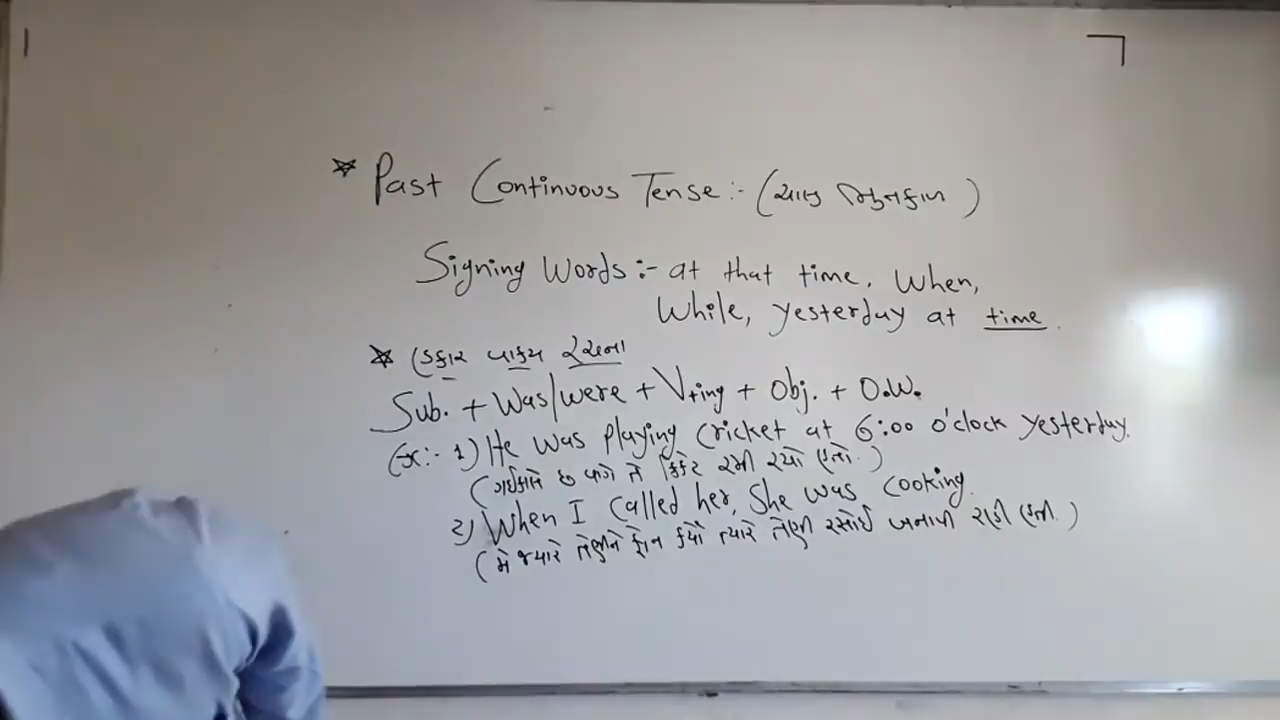 ☆ Past Continuous Tense :- (ચાલુ ભૂતકાળ)
Signing Words :- at that time, When,
While, yesterday at time.
☆ હકાર વાક્ય રચના
Sub. + Was/were + V+ing + Obj. + O.W.
Ex:- 1) He was playing cricket at 6:00 o'clock yesterday.
(ગઈકાલે છ વાગે તે ક્રિકેટ રમી રહ્યો હતો.)
2) When I called her, She was cooking.
(મે જ્યારે તેણીને ફોન કર્યો ત્યારે તેણી રસોઈ બનાવી રહી હતી.)